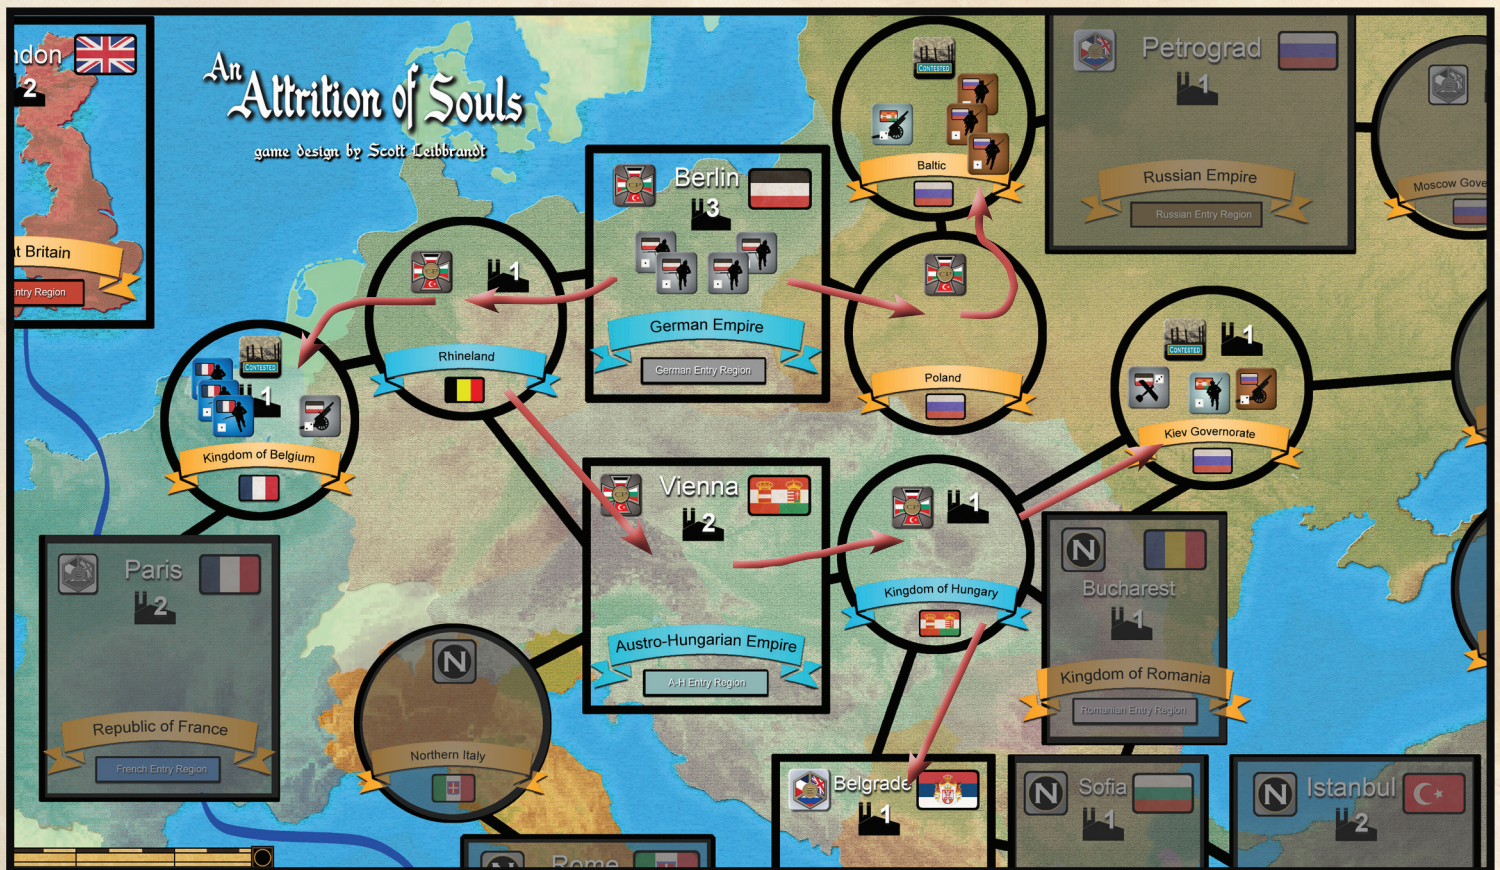 ndon
2
t Britain
ntry Region
An
Attrition of Souls
game design by Scott Leibbrandt
Berlin
3
German Empire
German Entry Region
CONTESTED
Baltic
Petrograd
1
Russian Empire
Russian Entry Region
Moscow Gove
1
Rhineland
Poland
CONTESTED
1
Kingdom of Belgium
CONTESTED
1
Kiev Governorate
Vienna
2
Austro-Hungarian Empire
A-H Entry Region
1
Kingdom of Hungary
Paris
2
Republic of France
French Entry Region
N
Northern Italy
N
Bucharest
1
Kingdom of Romania
Romanian Entry Region
Belgrade
1
N
Sofia
1
N
Istanbul
2
Rome